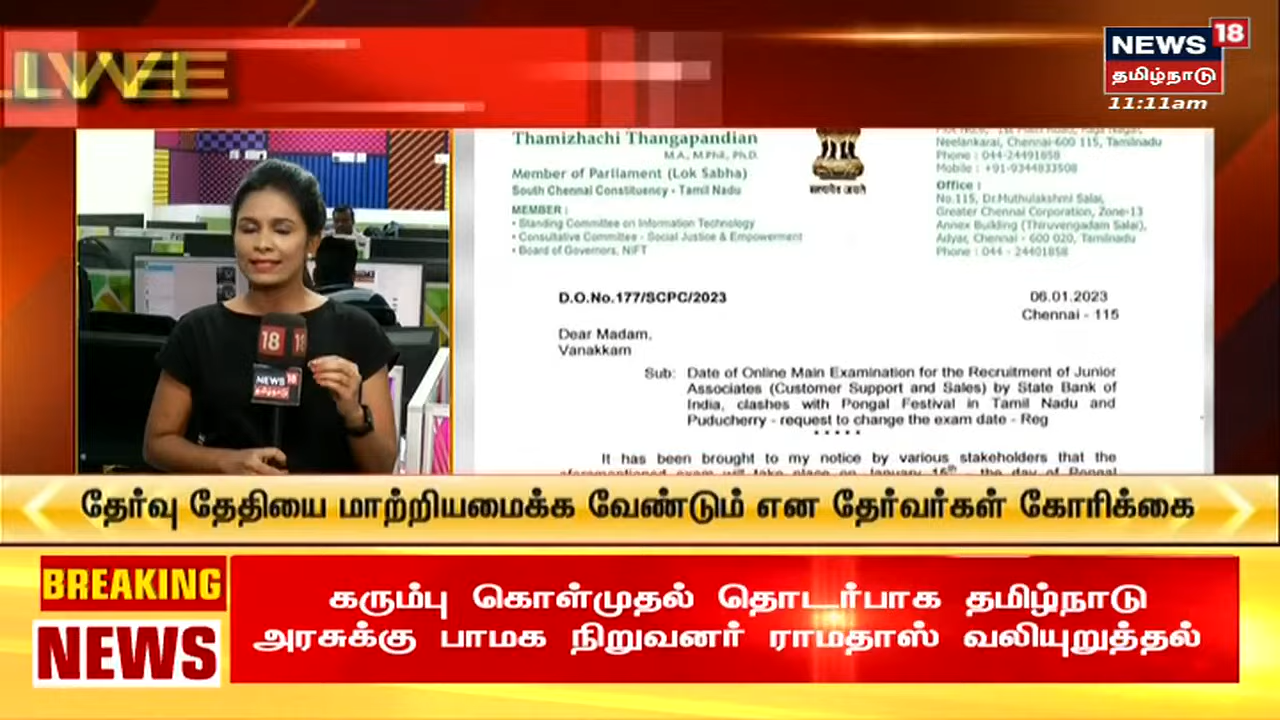 LIVE
NEWS 18
தமிழ்நாடு
11:11am
Thamizhachi Thangapandian
M.A., M.Phil, Ph.D.
Member of Parliament (Lok Sabha)
South Chennai Constituency - Tamil Nadu
MEMBER :
• Standing Committee on Information Technology
• Consultative Committee - Social Justice & Empowerment
• Board of Governors, NIFT
सत्यमेव जयते
Neelankarai, Chennai-600 115, Tamilnadu
Phone : 044-24491858
Mobile : +91-9344833508
Office :
No.115, Dr.Muthulakshmi Salai,
Greater Chennai Corporation, Zone-13
Annex Building (Thiruvengadam Salai),
Adyar, Chennai - 600 020, Tamilnadu
Phone : 044 - 24401858
D.O.No.177/SCPC/2023
06.01.2023
Chennai - 115
Dear Madam,
Vanakkam
Sub: Date of Online Main Examination for the Recruitment of Junior
Associates (Customer Support and Sales) by State Bank of
India, clashes with Pongal Festival in Tamil Nadu and
Puducherry - request to change the exam date - Reg
*****
It has been brought to my notice by various stakeholders that the
18
NEWS 18
தமிழ்நாடு
தேர்வு தேதியை மாற்றியமைக்க வேண்டும் என தேர்வர்கள் கோரிக்கை
BREAKING
NEWS
கரும்பு கொள்முதல் தொடர்பாக தமிழ்நாடு
அரசுக்கு பாமக நிறுவனர் ராமதாஸ் வலியுறுத்தல்